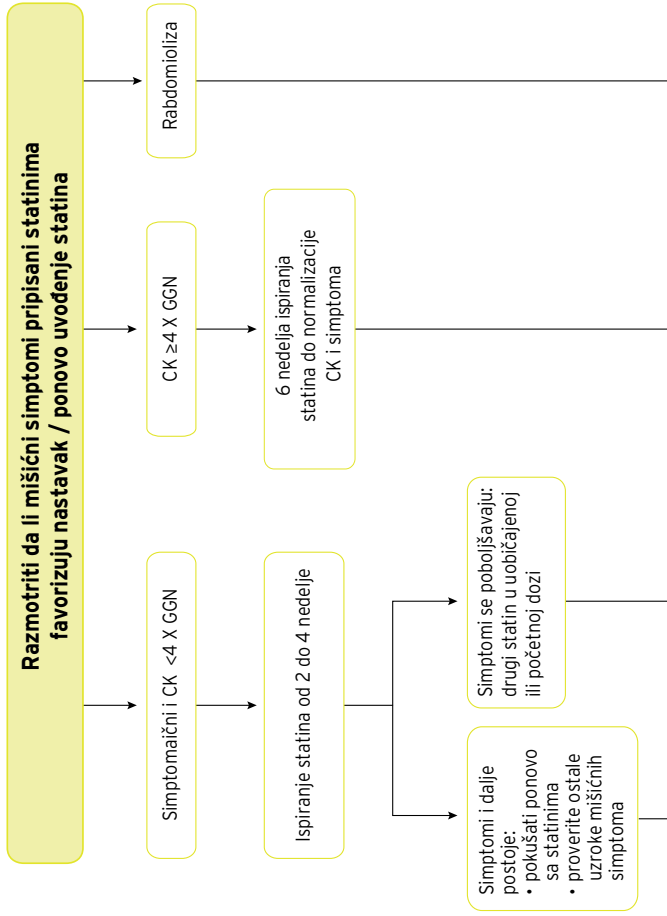 Razmotriti da li mišićni simptomi pripisani statinima
favorizuju nastavak / ponovo uvođenje statina
Simptomaični i CK <4 X GGN
CK ≥4 X GGN
Rabdomioliza
Ispiranje statina od 2 do 4 nedelje
6 nedelja ispiranja
statina do normalizacije
CK i simptoma
Simptomi i dalje
postoje:
• pokušati ponovo
sa statinima
• proverite ostale
uzroke mišićnih
simptoma
Simptomi se poboljšavaju:
drugi statin u uobičajenoj
ili početnoj dozi